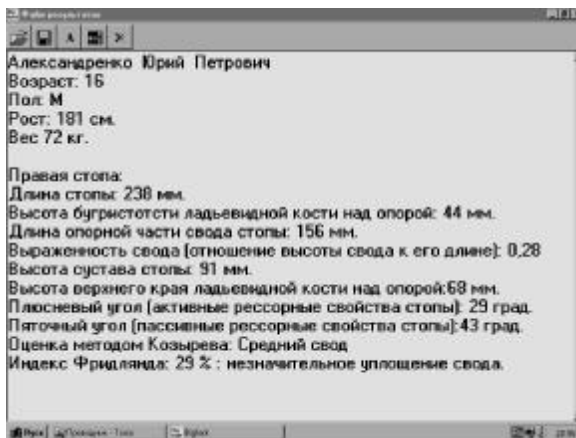 Файл результатов
Александренко Юрий Петрович
Возраст: 16
Пол: М
Рост: 181 см.
Вес 72 кг.
Правая стопа:
Длина стопы: 238 мм.
Высота бугристотсти ладьевидной кости над опорой: 44 мм.
Длина опорной части свода стопы: 156 мм.
Выраженность свода (отношение высоты свода к его длине): 0,28
Высота сустава стопы: 91 мм.
Высота верхнего края ладьевидной кости над опорой:68 мм.
Плюсневый угол (активные рессорные свойства стопы): 29 град.
Пяточный угол (пассивные рессорные свойства стопы):43 град.
Оценка методом Козырева: Средний свод
Индекс Фридлянда: 29 % : незначительное уплощение свода.
Пуск